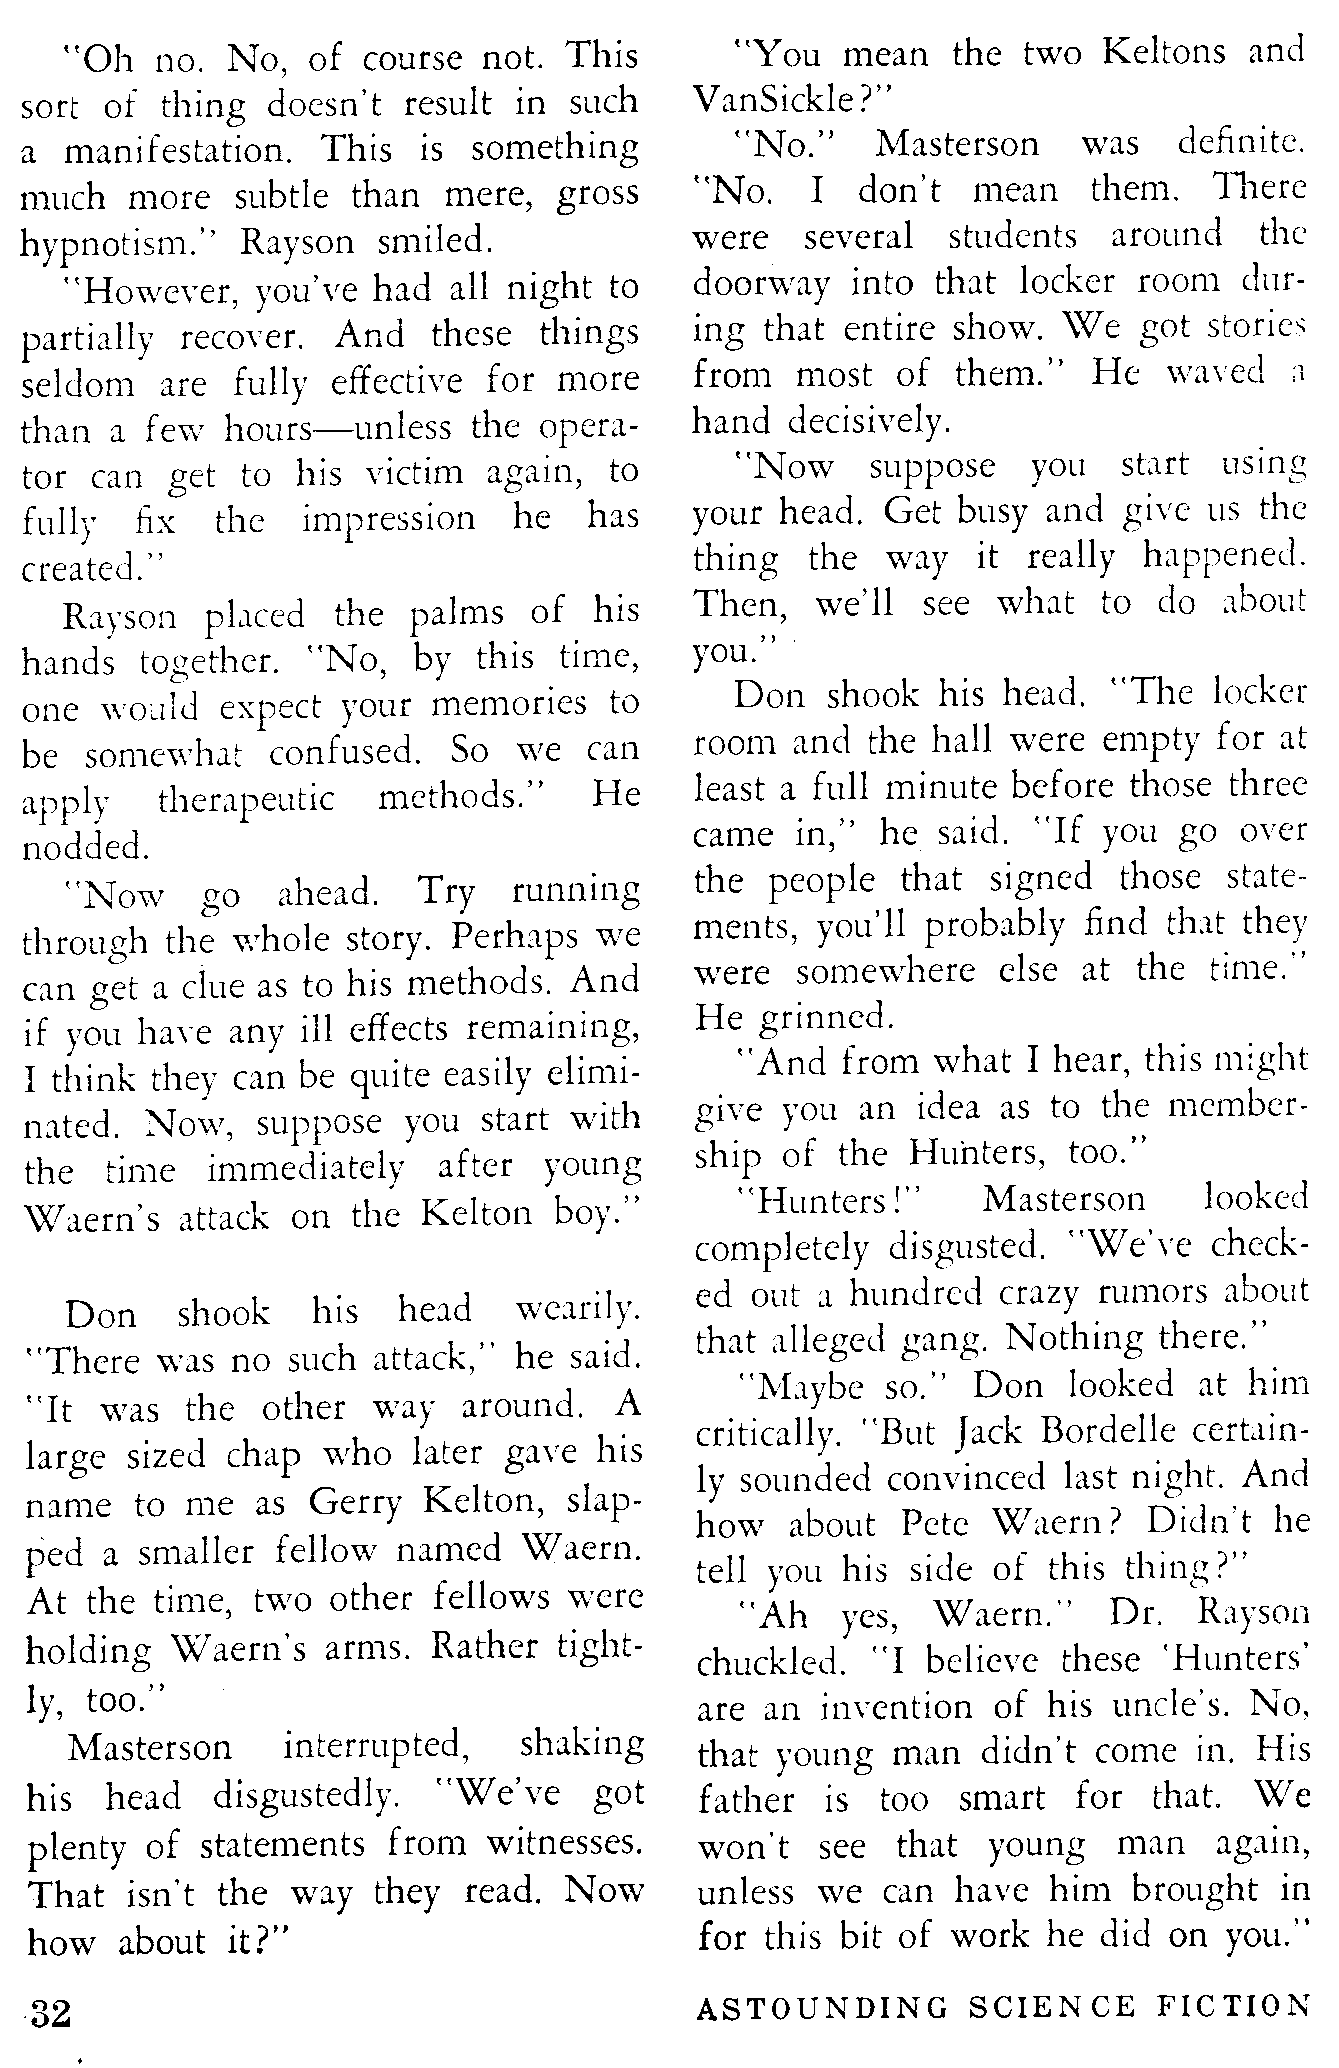 "Oh no. No, of course not. This
sort of thing doesn't result in such
a manifestation. This is something
much more subtle than mere, gross
hypnotism." Rayson smiled.
"However, you've had all night to
partially recover. And these things
seldom are fully effective for more
than a few hours—unless the opera-
tor can get to his victim again, to
fully fix the impression he has
created."
Rayson placed the palms of his
hands together. "No, by this time,
one would expect your memories to
be somewhat confused. So we can
apply therapeutic methods." He
nodded.
"Now go ahead. Try running
through the whole story. Perhaps we
can get a clue as to his methods. And
if you have any ill effects remaining,
I think they can be quite easily elimi-
nated. Now, suppose you start with
the time immediately after young
Waern's attack on the Kelton boy."
Don shook his head wearily.
"There was no such attack," he said.
"It was the other way around. A
large sized chap who later gave his
name to me as Gerry Kelton, slap-
ped a smaller fellow named Waern.
At the time, two other fellows were
holding Waern's arms. Rather tight-
ly, too."
Masterson interrupted, shaking
his head disgustedly. "We've got
plenty of statements from witnesses.
That isn't the way they read. Now
how about it?"
"You mean the two Keltons and
VanSickle?"
"No." Masterson was definite.
"No. I don't mean them. There
were several students around the
doorway into that locker room dur-
ing that entire show. We got stories
from most of them." He waved a
hand decisively.
"Now suppose you start using
your head. Get busy and give us the
thing the way it really happened.
Then, we'll see what to do about
you."
Don shook his head. "The locker
room and the hall were empty for at
least a full minute before those three
came in," he said. "If you go over
the people that signed those state-
ments, you'll probably find that they
were somewhere else at the time."
He grinned.
"And from what I hear, this might
give you an idea as to the member-
ship of the Hunters, too."
"Hunters!" Masterson looked
completely disgusted. "We've check-
ed out a hundred crazy rumors about
that alleged gang. Nothing there."
"Maybe so." Don looked at him
critically. "But Jack Bordelle certain-
ly sounded convinced last night. And
how about Pete Waern? Didn't he
tell you his side of this thing?"
"Ah yes, Waern." Dr. Rayson
chuckled. "I believe these 'Hunters'
are an invention of his uncle's. No,
that young man didn't come in. His
father is too smart for that. We
won't see that young man again,
unless we can have him brought in
for this bit of work he did on you."
32
ASTOUNDING SCIENCE FICTION